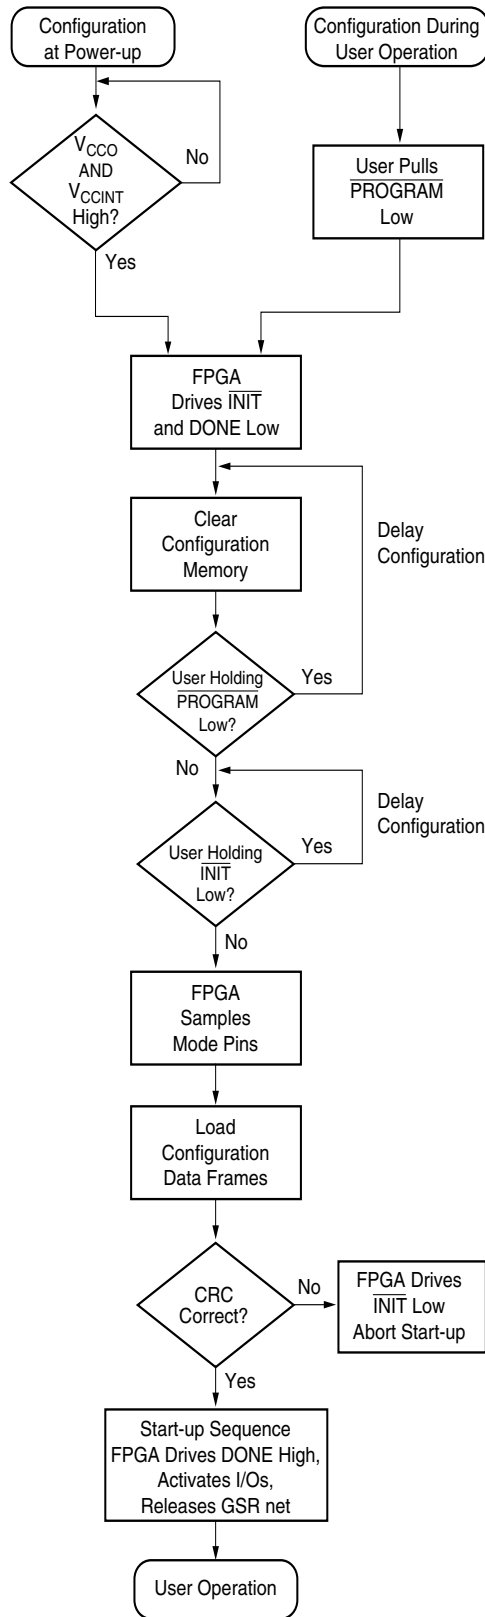 Configuration
at Power-up
Configuration During
User Operation
VCCO
AND
VCCINT
High?
No
Yes
User Pulls
PROGRAM
Low
FPGA
Drives INIT
and DONE Low
Clear
Configuration
Memory
Delay
Configuration
User Holding
PROGRAM
Low?
Yes
No
Delay
Configuration
User Holding
INIT
Low?
Yes
No
FPGA
Samples
Mode Pins
Load
Configuration
Data Frames
CRC
Correct?
No
FPGA Drives
INIT Low
Abort Start-up
Yes
Start-up Sequence
FPGA Drives DONE High,
Activates I/Os,
Releases GSR net
User Operation